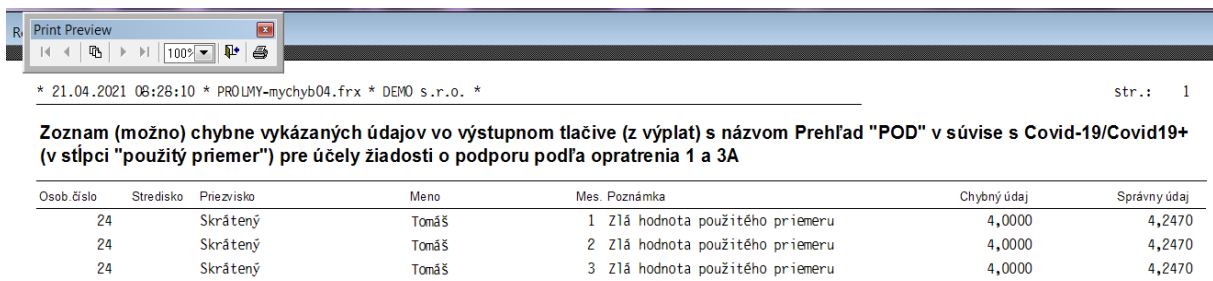 Re
Print Preview
100%
* 21.04.2021 08:28:10 * PROLMY-mychyb04.frx * DEMO s.r.o. * str.: 1
Zoznam (možno) chybne vykázaných údajov vo výstupnom tlačive (z výplat) s názvom Prehľad "POD" v súvise s Covid-19/Covid19+
(v stĺpci "použitý priemer") pre účely žiadosti o podporu podľa opratrenia 1 a 3A
Osob.číslo Stredisko Priezvisko Meno Mes. Poznámka Chybný údaj Správny údaj
24 Skrátený Tomáš 1 Zlá hodnota použitého priemeru 4,0000 4,2470
24 Skrátený Tomáš 2 Zlá hodnota použitého priemeru 4,0000 4,2470
24 Skrátený Tomáš 3 Zlá hodnota použitého priemeru 4,0000 4,2470